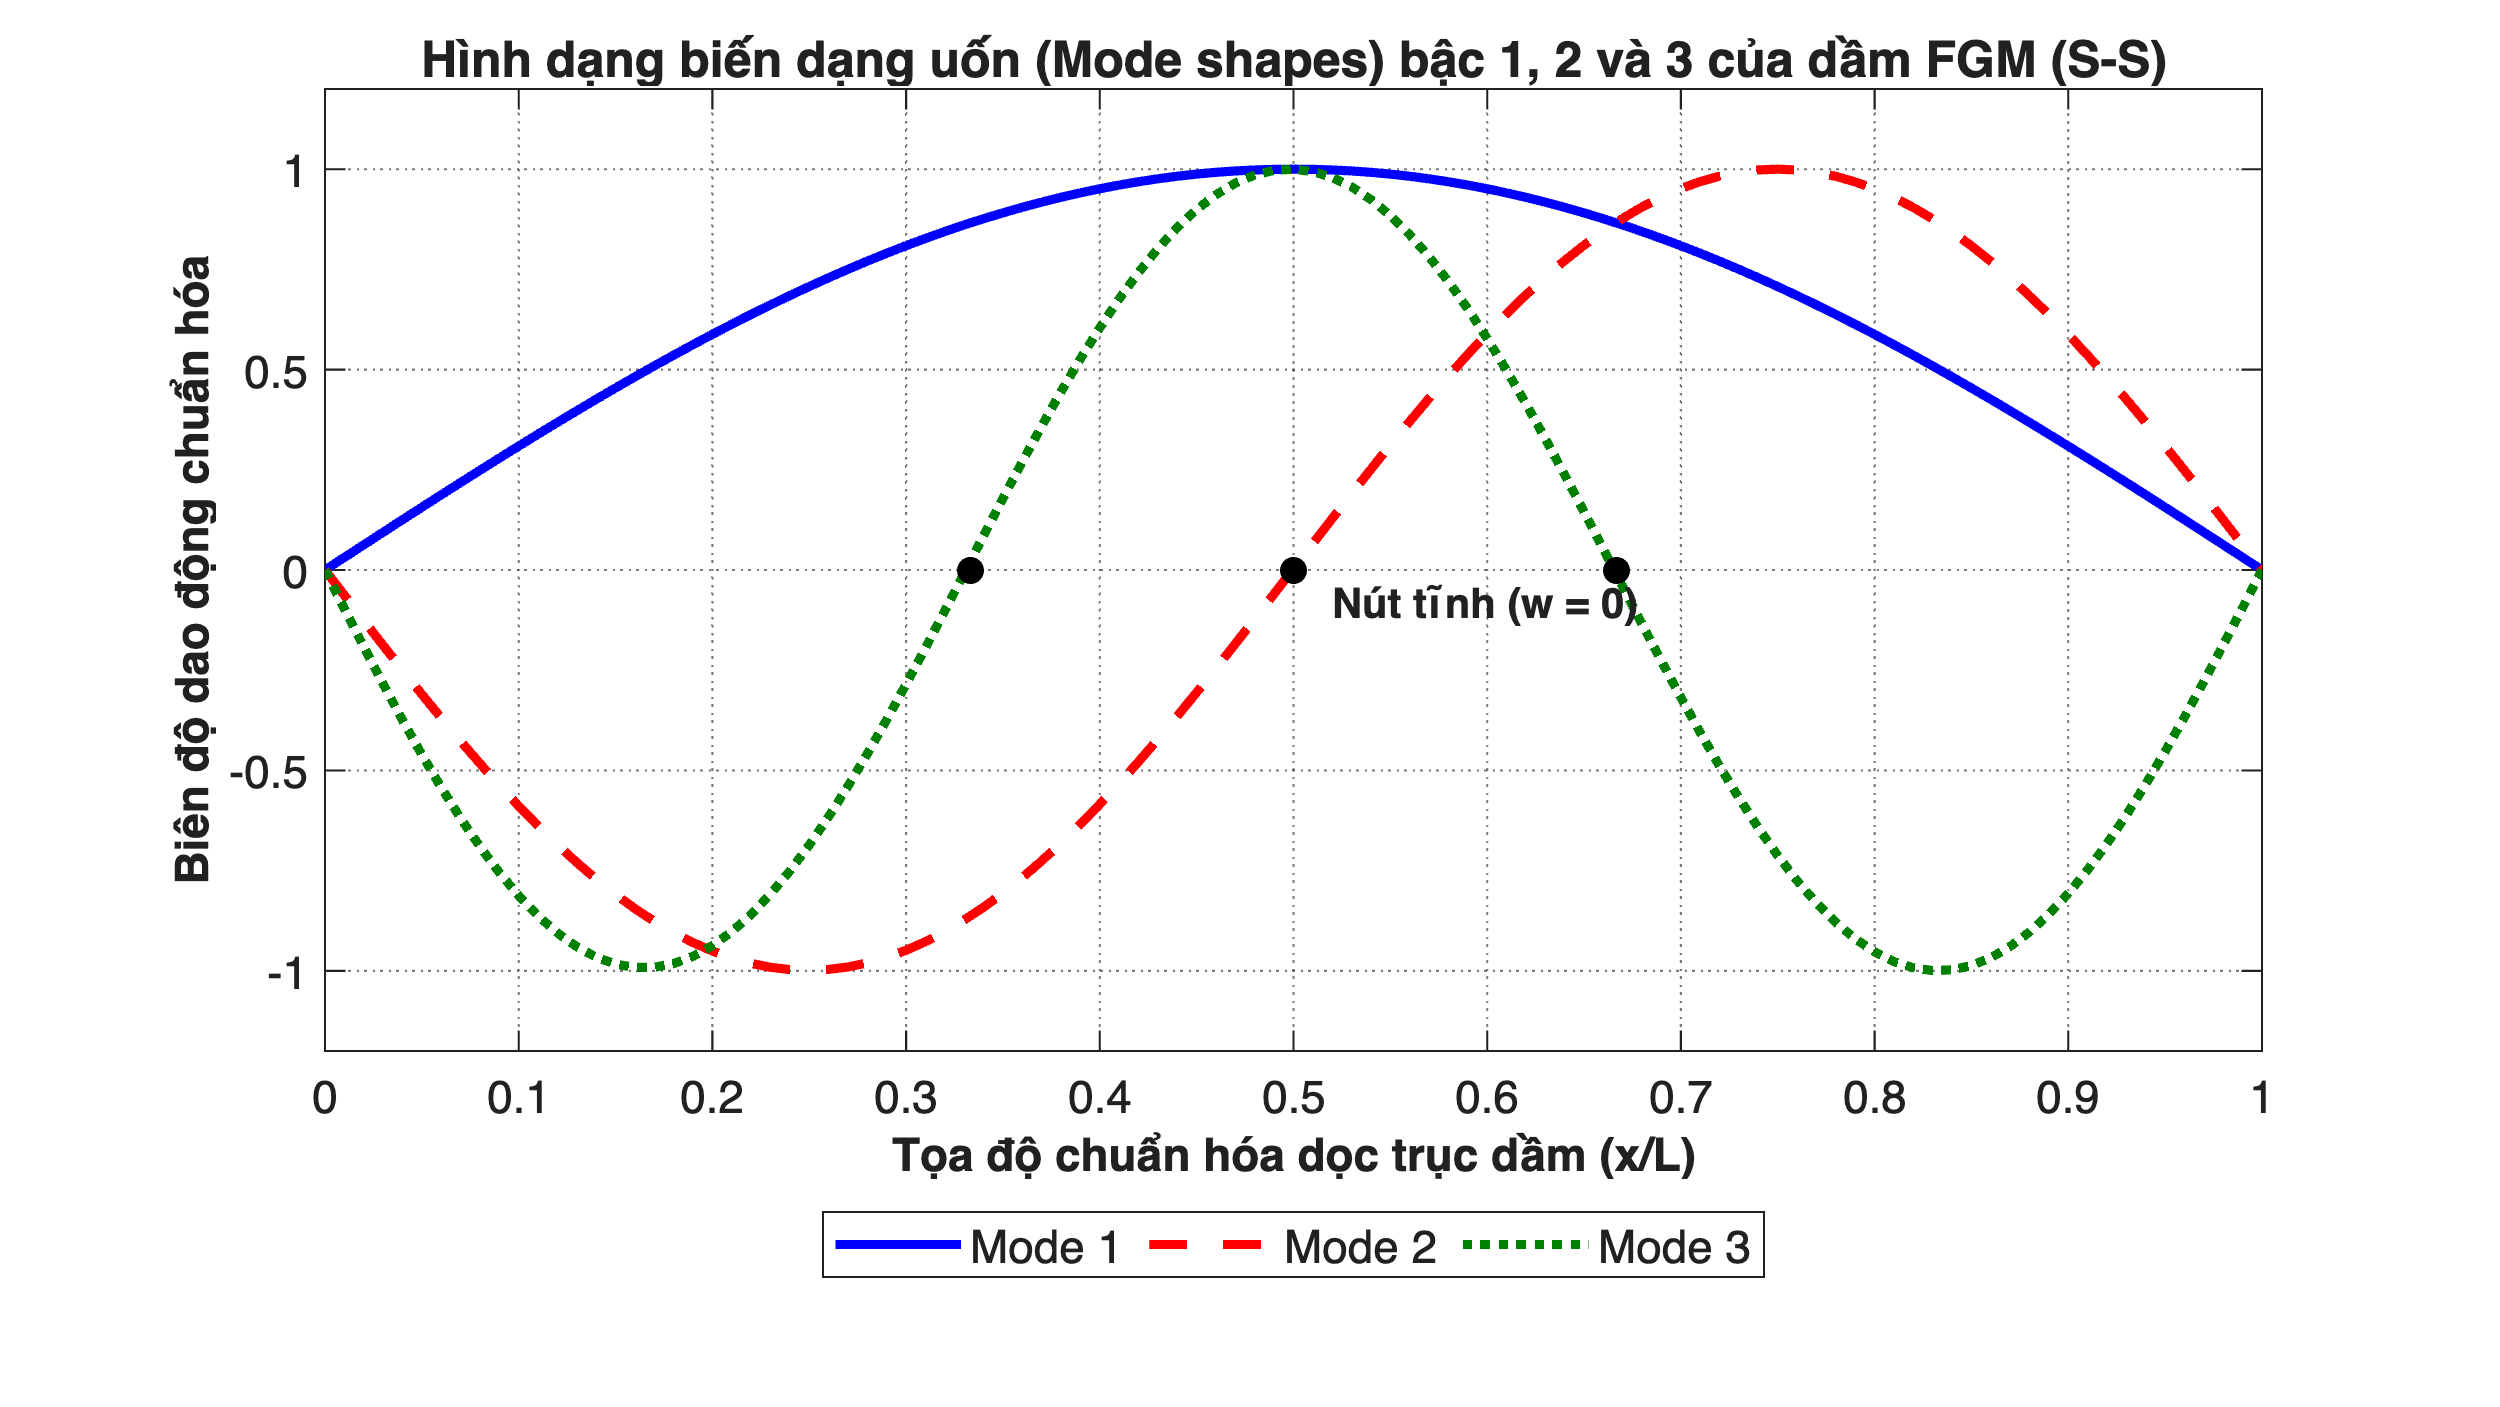 Hình dạng biến dạng uốn (Mode shapes) bậc 1, 2 và 3 của dầm FGM (S-S)
Biên độ dao động chuẩn hóa
1
0.5
0
-0.5
-1
Nút tĩnh (w = 0)
0 0.1 0.2 0.3 0.4 0.5 0.6 0.7 0.8 0.9 1
Tọa độ chuẩn hóa dọc trục dầm (x/L)
Mode 1 Mode 2 Mode 3